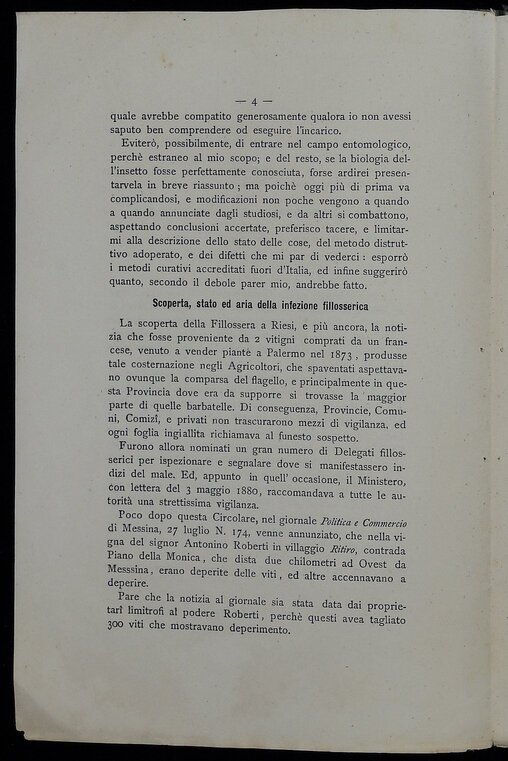 — 4 —
quale avrebbe compatito generosamente qualora io non avessi
saputo ben comprendere od eseguire l'incarico.
Eviterò, possibilmente, di entrare nel campo entomologico,
perchè estraneo al mio scopo; e del resto, se la biologia del-
l'insetto fosse perfettamente conosciuta, forse ardirei presen-
tarvela in breve riassunto; ma poichè oggi più di prima va
complicandosi, e modificazioni non poche vengono a quando
a quando annunciate dagli studiosi, e da altri si combattono,
aspettando conclusioni accertate, preferisco tacere, e limitar-
mi alla descrizione dello stato delle cose, del metodo distrut-
tivo adoperato, e dei difetti che mi par di vederci: esporrò
i metodi curativi accreditati fuori d'Italia, ed infine suggerirò
quanto, secondo il debole parer mio, andrebbe fatto.
Scoperta, stato ed aria della infezione fillosserica
La scoperta della Fillossera a Riesi, e più ancora, la noti-
zia che fosse proveniente da 2 vitigni comprati da un fran-
cese, venuto a vender piante a Palermo nel 1873, produsse
tale costernazione negli Agricoltori, che spaventati aspettava-
no ovunque la comparsa del flagello, e principalmente in que-
sta Provincia dove era da supporre si trovasse la maggior
parte di quelle barbatelle. Di conseguenza, Provincie, Comu-
ni, Comizî, e privati non trascurarono mezzi di vigilanza, ed
ogni foglia ingiallita richiamava al funesto sospetto.
Furono allora nominati un gran numero di Delegati fillos-
serici per ispezionare e segnalare dove si manifestassero in-
dizi del male. Ed, appunto in quell' occasione, il Ministero,
con lettera del 3 maggio 1880, raccomandava a tutte le au-
torità una strettissima vigilanza.
Poco dopo questa Circolare, nel giornale Politica e Commercio
di Messina, 27 luglio N. 174, venne annunziato, che nella vi-
gna del signor Antonino Roberti in villaggio Ritiro, contrada
Piano della Monica, che dista due chilometri ad Ovest da
Messsina, erano deperite delle viti, ed altre accennavano a
deperire.
Pare che la notizia al giornale sia stata data dai proprie-
tarî limitrofi al podere Roberti, perchè questi avea tagliato
300 viti che mostravano deperimento.